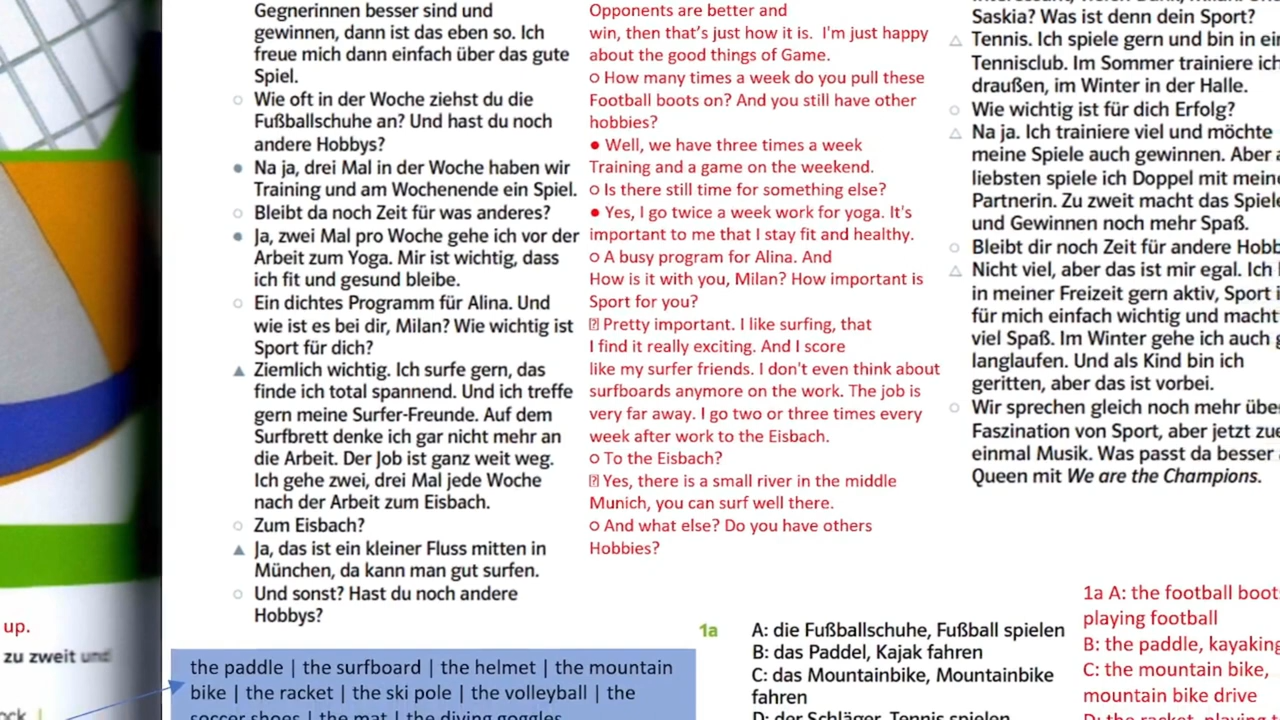 Gegnerinnen besser sind und
gewinnen, dann ist das eben so. Ich
freue mich dann einfach über das gute
Spiel.
○ Wie oft in der Woche ziehst du die
Fußballschuhe an? Und hast du noch
andere Hobbys?
● Na ja, drei Mal in der Woche haben wir
Training und am Wochenende ein Spiel.
○ Bleibt da noch Zeit für was anderes?
● Ja, zwei Mal pro Woche gehe ich vor der
Arbeit zum Yoga. Mir ist wichtig, dass
ich fit und gesund bleibe.
○ Ein dichtes Programm für Alina. Und
wie ist es bei dir, Milan? Wie wichtig ist
Sport für dich?
▲ Ziemlich wichtig. Ich surfe gern, das
finde ich total spannend. Und ich treffe
gern meine Surfer-Freunde. Auf dem
Surfbrett denke ich gar nicht mehr an
die Arbeit. Der Job ist ganz weit weg.
Ich gehe zwei, drei Mal jede Woche
nach der Arbeit zum Eisbach.
○ Zum Eisbach?
▲ Ja, das ist ein kleiner Fluss mitten in
München, da kann man gut surfen.
○ Und sonst? Hast du noch andere
Hobbys?
Opponents are better and
win, then that's just how it is. I'm just happy
about the good things of Game.
○ How many times a week do you pull these
Football boots on? And you still have other
hobbies?
● Well, we have three times a week
Training and a game on the weekend.
○ Is there still time for something else?
● Yes, I go twice a week work for yoga. It's
important to me that I stay fit and healthy.
○ A busy program for Alina. And
How is it with you, Milan? How important is
Sport for you?
Pretty important. I like surfing, that
I find it really exciting. And I score
like my surfer friends. I don't even think about
surfboards anymore on the work. The job is
very far away. I go two or three times every
week after work to the Eisbach.
○ To the Eisbach?
Yes, there is a small river in the middle
Munich, you can surf well there.
○ And what else? Do you have others
Hobbies?
Saskia? Was ist denn dein Sport?
△ Tennis. Ich spiele gern und bin in
Tennisclub. Im Sommer trainiere ich
draußen, im Winter in der Halle.
○ Wie wichtig ist für dich Erfolg?
△ Na ja. Ich trainiere viel und möchte
meine Spiele auch gewinnen. Aber
liebsten spiele ich Doppel mit
Partnerin. Zu zweit macht das
und Gewinnen noch mehr Spaß.
○ Bleibt dir noch Zeit für andere
△ Nicht viel, aber das ist mir egal. Ich
in meiner Freizeit gern aktiv, Sport
für mich einfach wichtig und macht
viel Spaß. Im Winter gehe ich auch
langlaufen. Und als Kind bin ich
geritten, aber das ist vorbei.
○ Wir sprechen gleich noch mehr
Faszination von Sport, aber jetzt
einmal Musik. Was passt da besser
Queen mit We are the Champions.
up.
zu zweit und
the paddle | the surfboard | the helmet | the mountain
bike | the racket | the ski pole | the volleyball | the
soccer shoes | the mat | the diving goggles
1a
A: die Fußballschuhe, Fußball spielen
B: das Paddel, Kajak fahren
C: das Mountainbike, Mountainbike
fahren
D: der Schläger, Tennis spielen
1a A: the football
playing football
B: the paddle,
C: the mountain bike,
mountain bike drive
D: the racket, playing